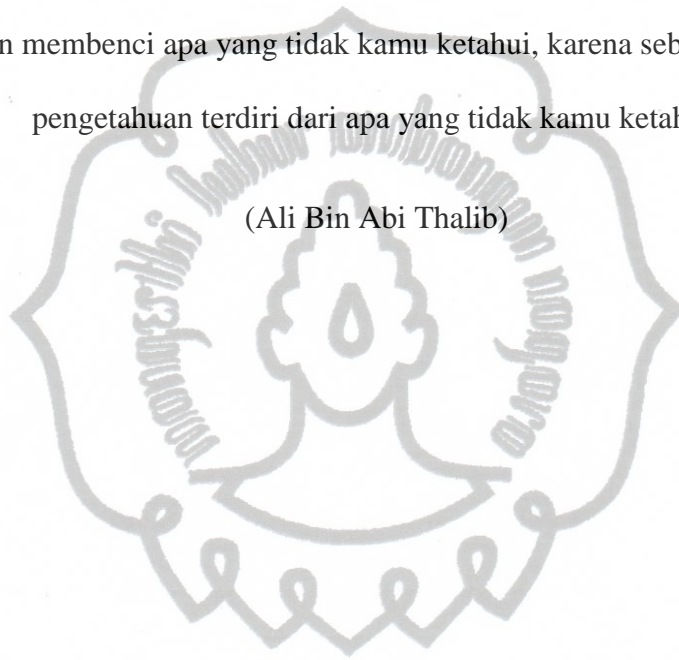 n membenci apa yang tidak kamu ketahui, karena seb
pengetahuan terdiri dari apa yang tidak kamu ketah
(Ali Bin Abi Thalib)